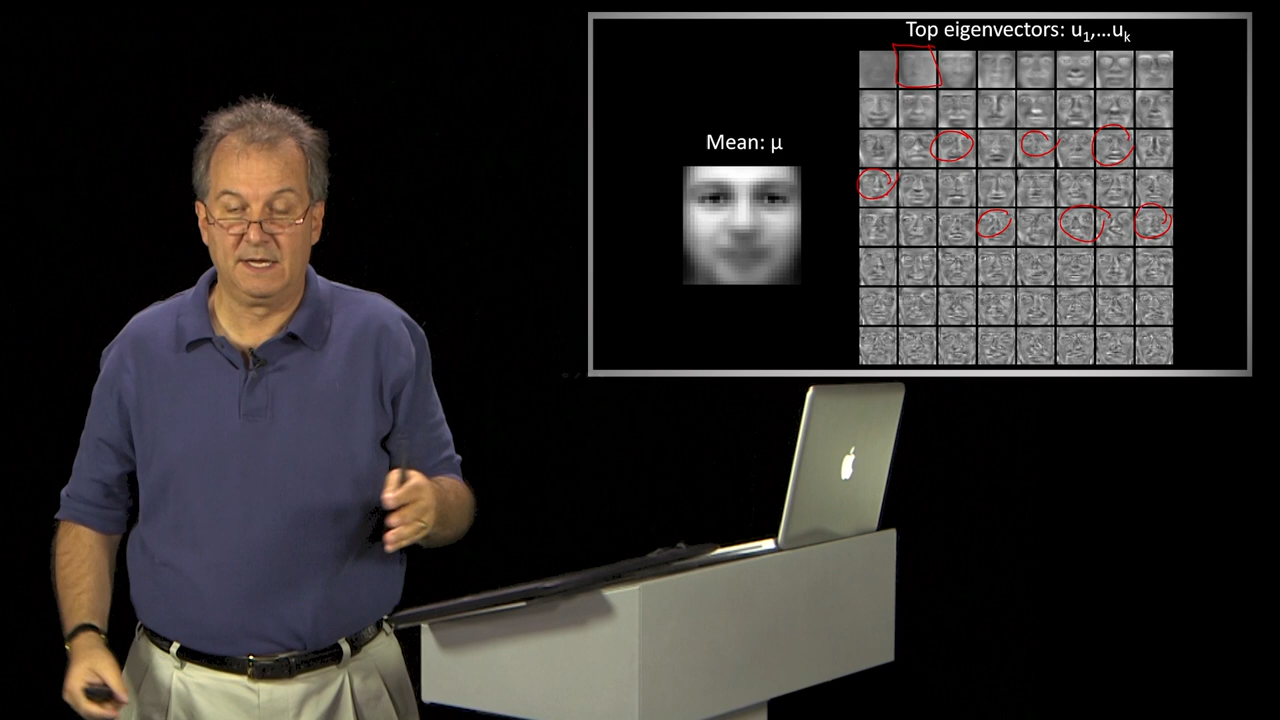 Top eigenvectors: u1,...uk
Mean: μ